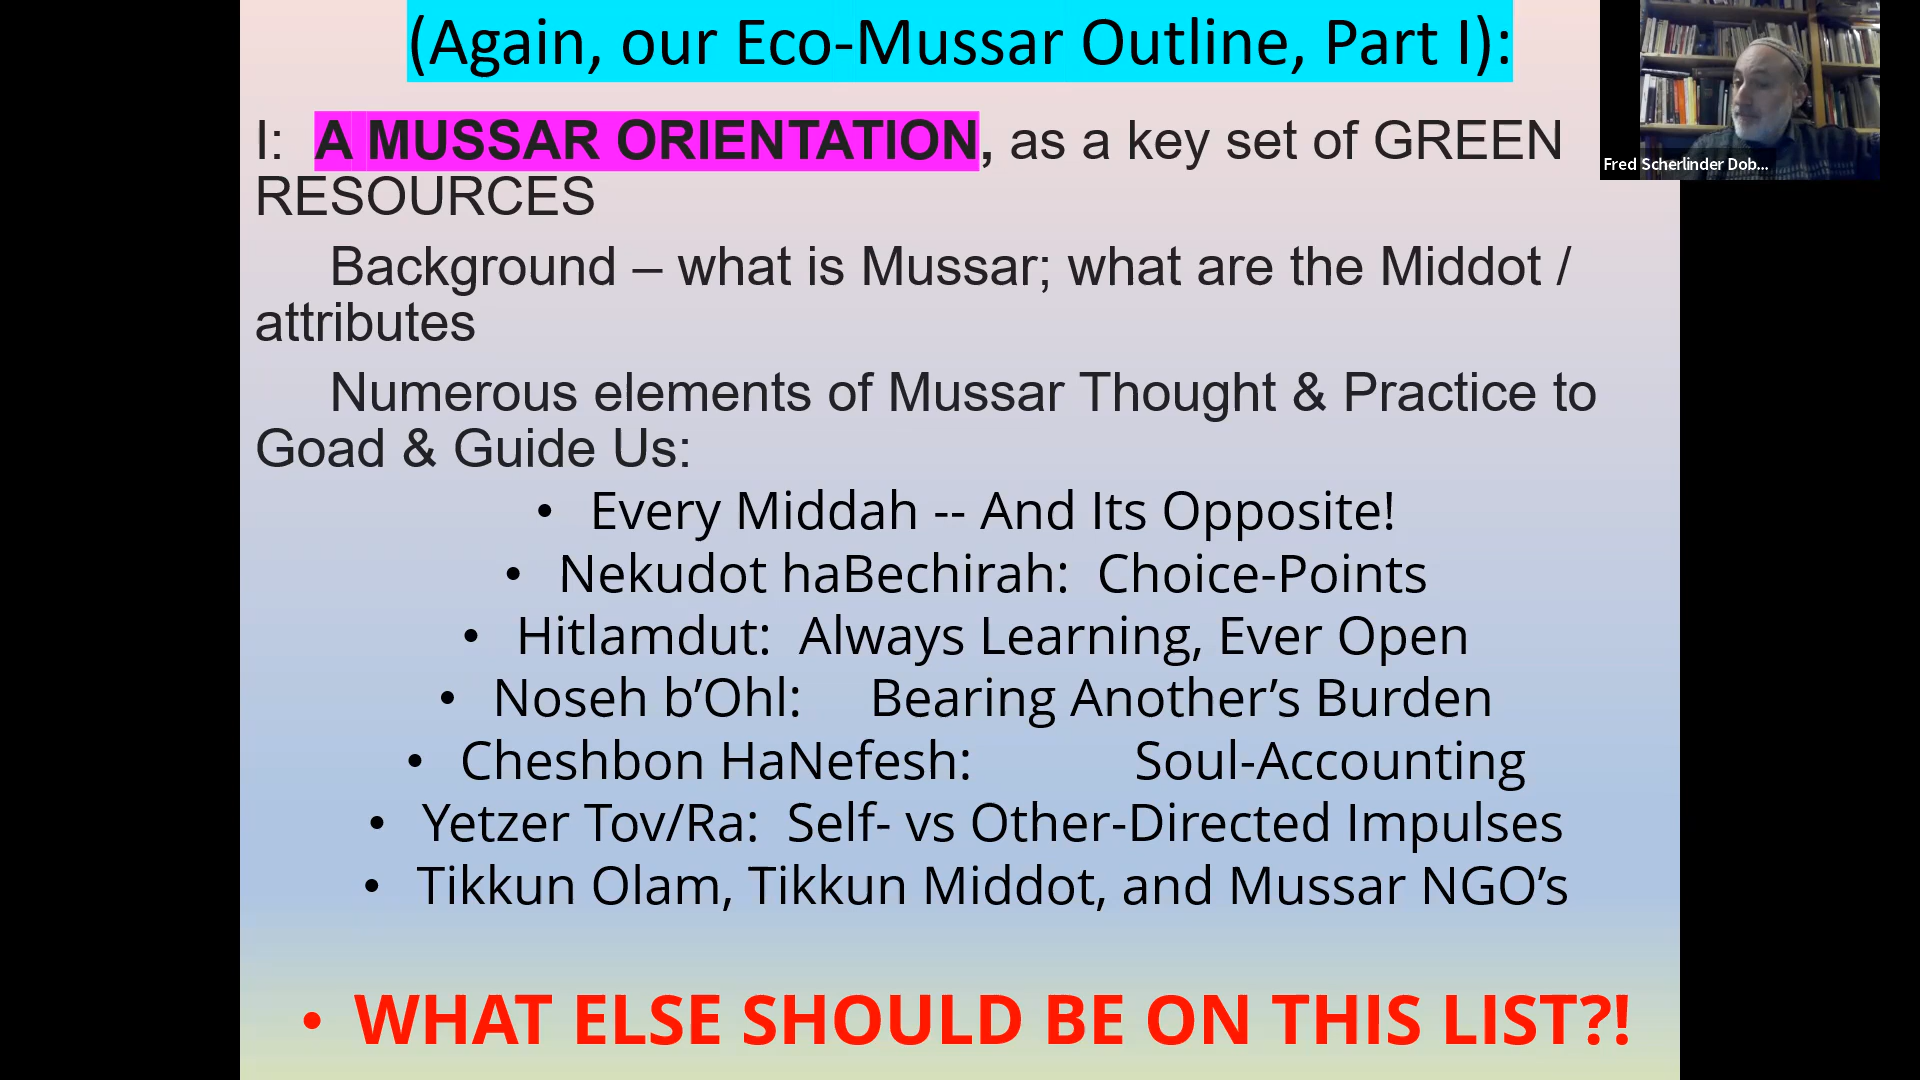 (Again, our Eco-Mussar Outline, Part I):
I: A MUSSAR ORIENTATION, as a key set of GREEN
RESOURCES
Background – what is Mussar; what are the Middot /
attributes
Numerous elements of Mussar Thought & Practice to
Goad & Guide Us:
• Every Middah -- And Its Opposite!
• Nekudot haBechirah: Choice-Points
• Hitlamdut: Always Learning, Ever Open
• Noseh b’Ohl: Bearing Another’s Burden
• Cheshbon HaNefesh: Soul-Accounting
• Yetzer Tov/Ra: Self- vs Other-Directed Impulses
• Tikkun Olam, Tikkun Middot, and Mussar NGO’s
• WHAT ELSE SHOULD BE ON THIS LIST?!
Fred Scherlinder Dob...